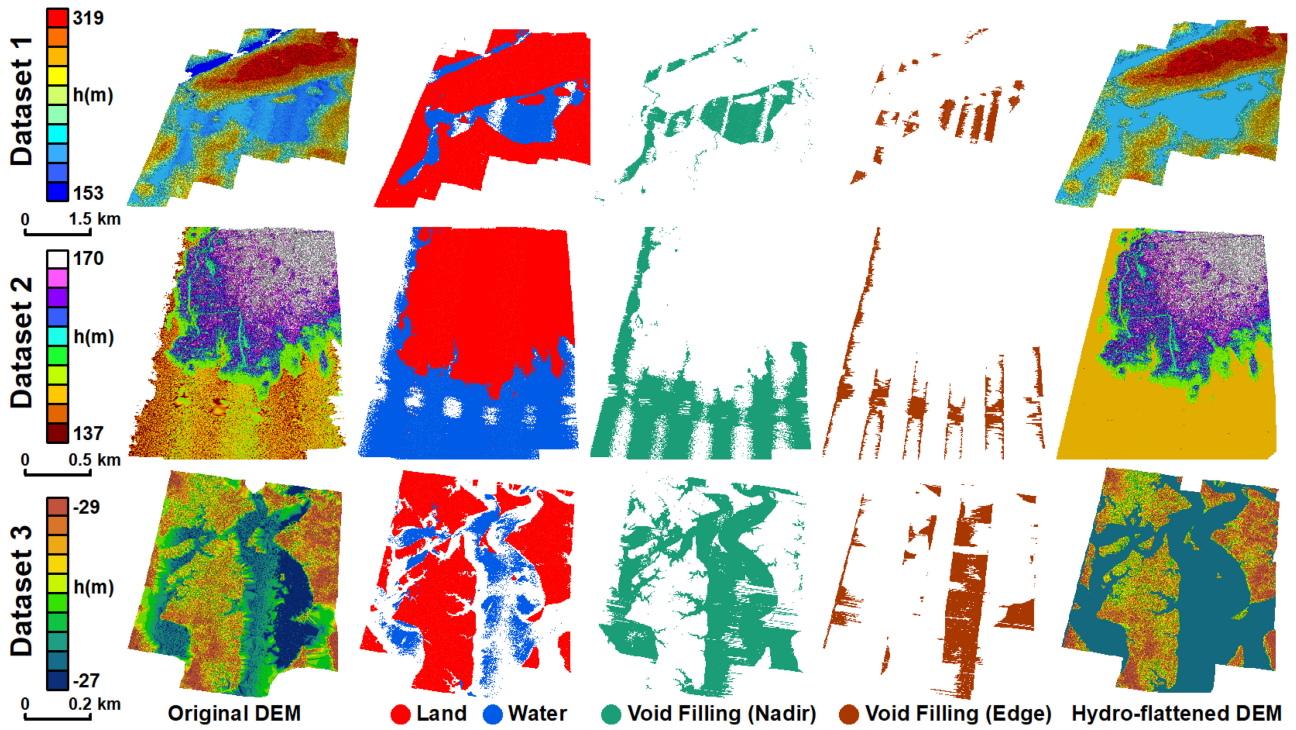 Dataset 1
319
h(m)
153
0 1.5 km
Dataset 2
170
h(m)
137
0 0.5 km
Dataset 3
-29
h(m)
-27
0 0.2 km
Original DEM
Land
Water
Void Filling (Nadir)
Void Filling (Edge)
Hydro-flattened DEM